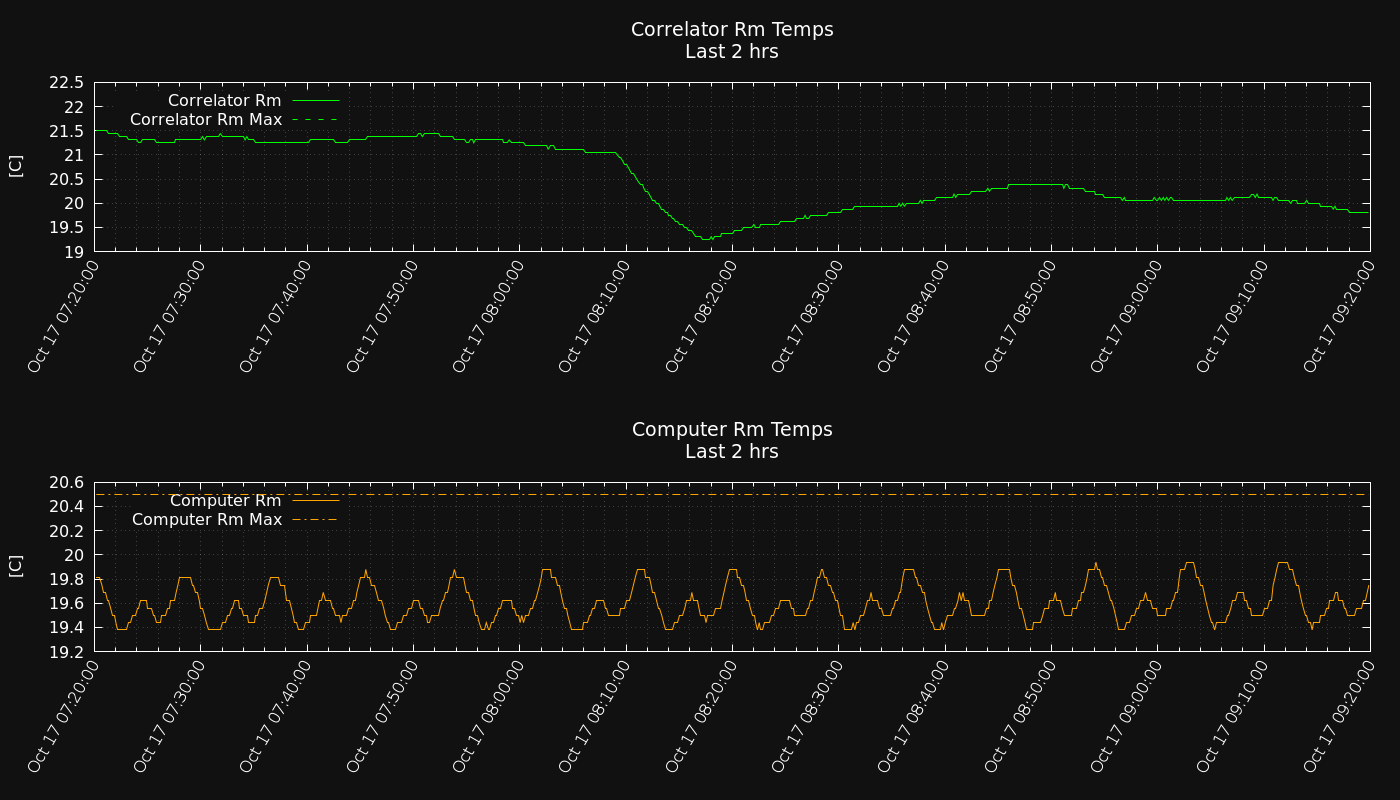 Correlator Rm Temps
Last 2 hrs
[C]
22.5
22
21.5
21
20.5
20
19.5
19
Correlator Rm
Correlator Rm Max
Oct 17 07:20:00
Oct 17 07:30:00
Oct 17 07:40:00
Oct 17 07:50:00
Oct 17 08:00:00
Oct 17 08:10:00
Oct 17 08:20:00
Oct 17 08:30:00
Oct 17 08:40:00
Oct 17 08:50:00
Oct 17 09:00:00
Oct 17 09:10:00
Oct 17 09:20:00
Computer Rm Temps
Last 2 hrs
[C]
20.6
20.4
20.2
20
19.8
19.6
19.4
19.2
Computer Rm
Computer Rm Max
Oct 17 07:20:00
Oct 17 07:30:00
Oct 17 07:40:00
Oct 17 07:50:00
Oct 17 08:00:00
Oct 17 08:10:00
Oct 17 08:20:00
Oct 17 08:30:00
Oct 17 08:40:00
Oct 17 08:50:00
Oct 17 09:00:00
Oct 17 09:10:00
Oct 17 09:20:00